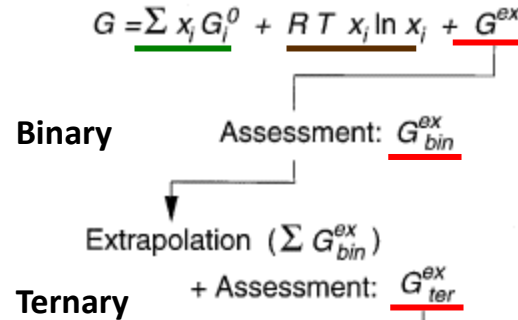 G =Σ x_i G_i^0 + R T x_i ln x_i + G^ex
Binary Assessment: G_bin^ex
Extrapolation (Σ G_bin^ex)
Ternary + Assessment: G_ter^ex